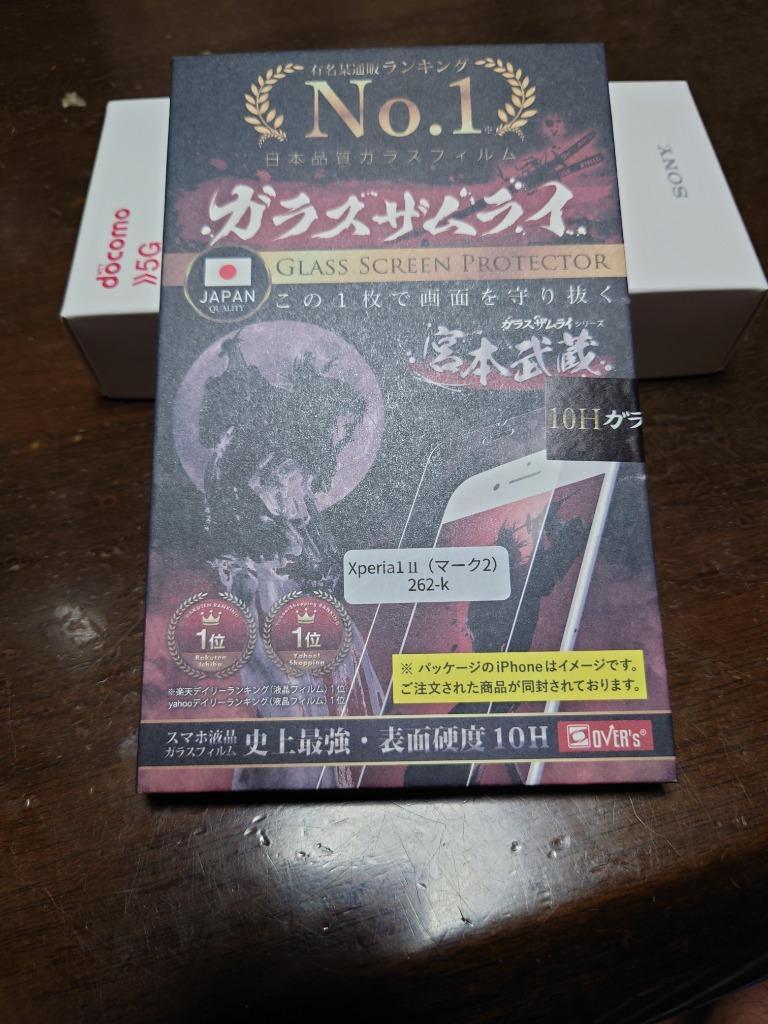 有名某通販ランキング
No.1※
日本品質ガラスフィルム
ガラスザムライ
GLASS SCREEN PROTECTOR
JAPAN
QUALITY
この1枚で画面を守り抜く
ガラスザムライシリーズ
宮本武蔵
10Hガラ
Xperia1 II（マーク2）
262-k
RAKUTEN RANKING
1位
Rakuten
Ichiba
Yahoo!Shopping RANKING
1位
Yahoo!
Shopping
※ パッケージのiPhoneはイメージです。
ご注文された商品が同封されております。
※楽天デイリーランキング(液晶フィルム)1位
yahooデイリーランキング(液晶フィルム)1位
スマホ液晶
ガラスフィルム
史上最強・表面硬度10H
OVER's®
docomo
5G
SONY